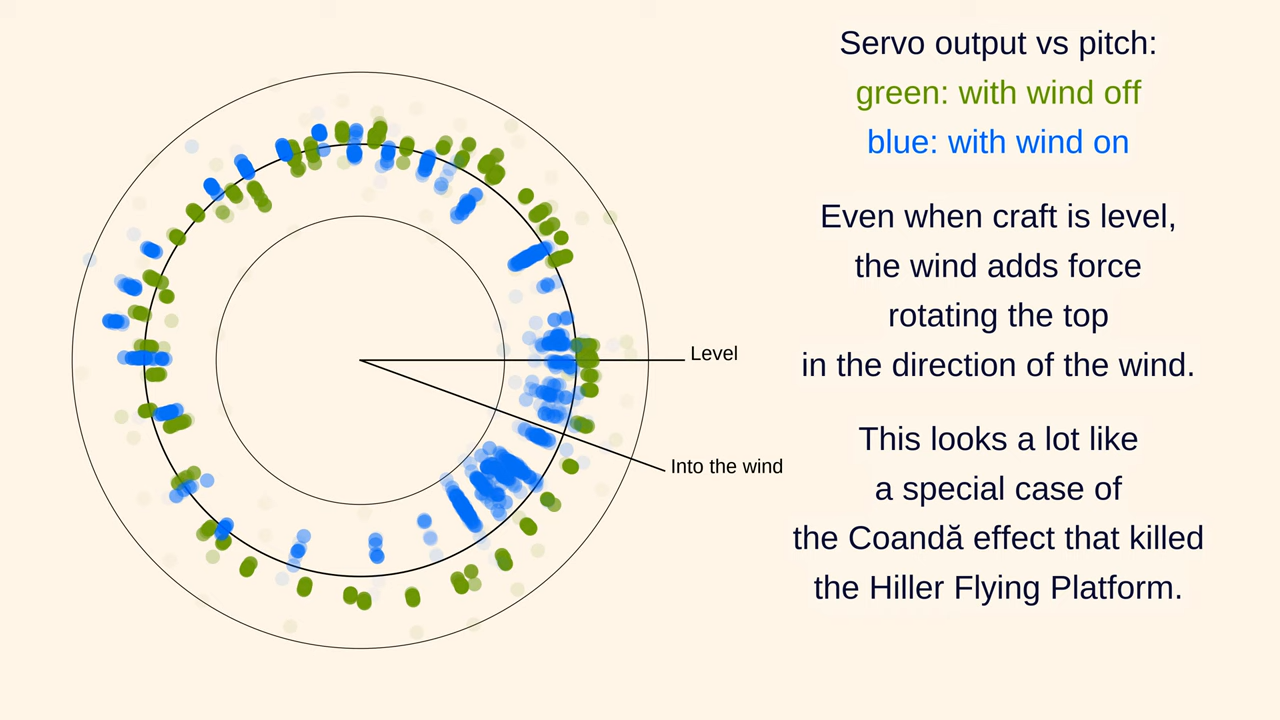 Servo output vs pitch:
green: with wind off
blue: with wind on
Even when craft is level,
the wind adds force
rotating the top
in the direction of the wind.
This looks a lot like
a special case of
the Coandă effect that killed
the Hiller Flying Platform.
Level
Into the wind